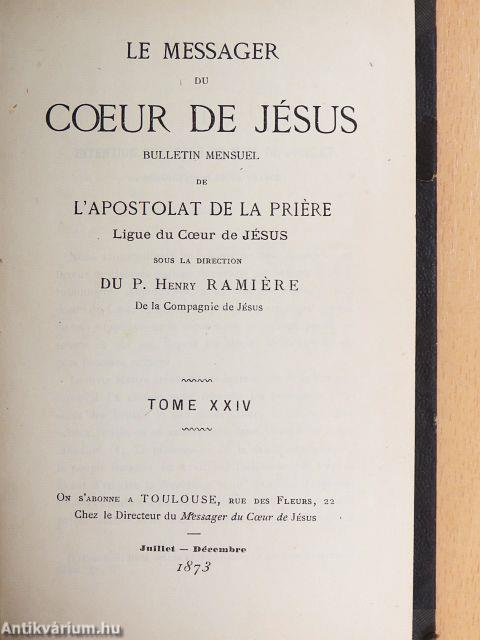 LE MESSAGER
DU
CŒUR DE JÉSUS
BULLETIN MENSUEL
DE
L'APOSTOLAT DE LA PRIÈRE
Ligue du Cœur de JÉSUS
SOUS LA DIRECTION
DU P. HENRY RAMIÈRE
De la Compagnie de Jésus
TOME XXIV
ON S'ABONNE A TOULOUSE, RUE DES FLEURS, 22
Chez le Directeur du Messager du Cœur de JÉSUS
Juillet — Décembre
1873
Antikvárium.hu